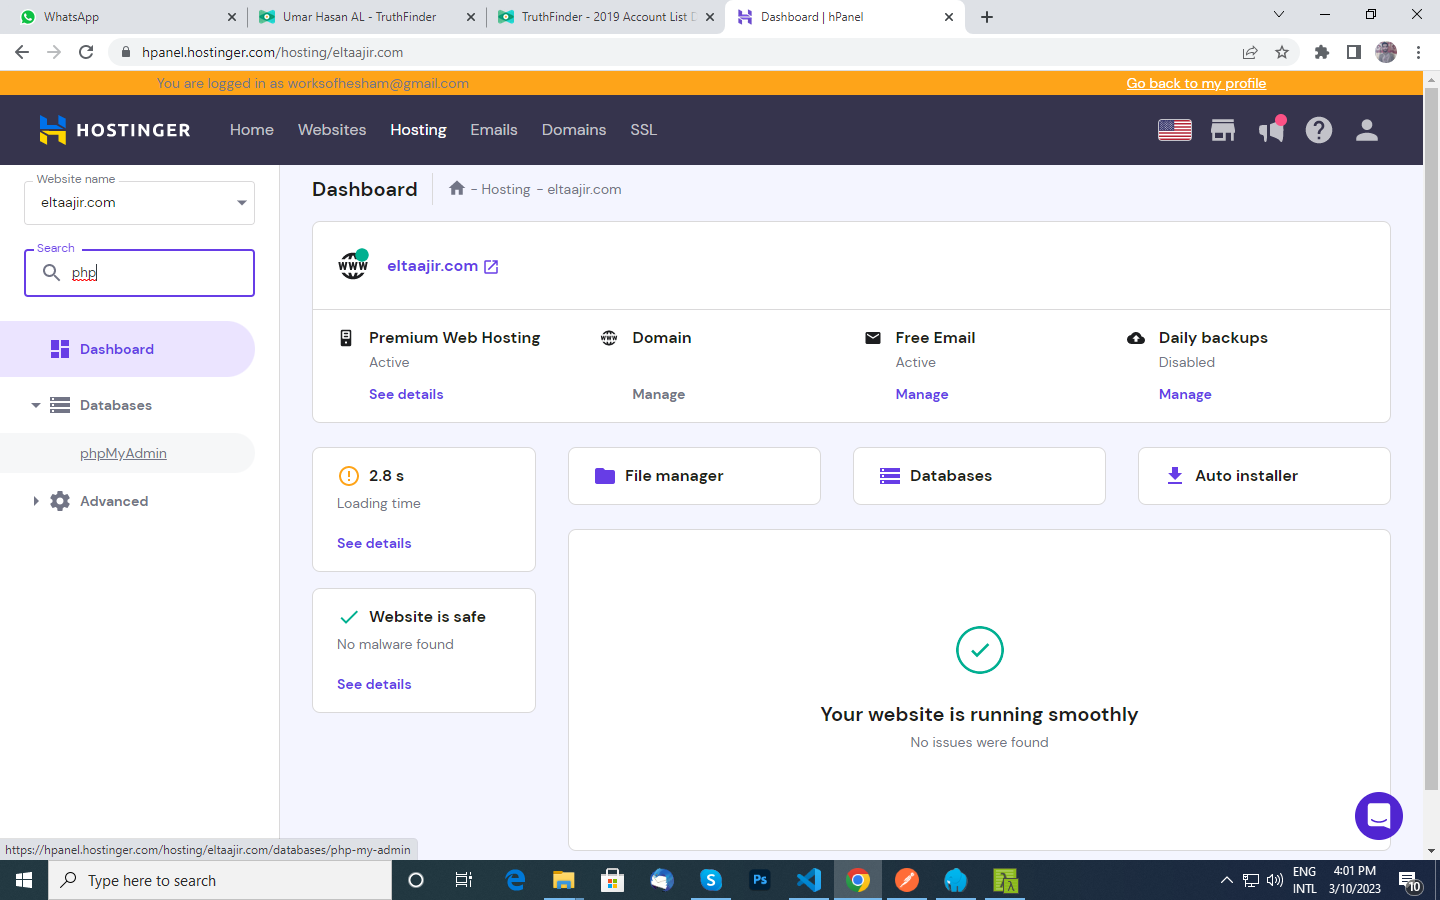 WhatsApp
Umar Hasan AL - TruthFinder
TruthFinder - 2019 Account List D
Dashboard | hPanel
hpanel.hostinger.com/hosting/eltaajir.com
You are logged in as worksofhesham@gmail.com
Go back to my profile
HOSTINGER
Home
Websites
Hosting
Emails
Domains
SSL
Website name
eltaajir.com
Search
php
Dashboard
Databases
phpMyAdmin
Advanced
Dashboard
- Hosting - eltaajir.com
www
eltaajir.com
Premium Web Hosting
Active
See details
www
Domain
Manage
Free Email
Active
Manage
Daily backups
Disabled
Manage
2.8 s
Loading time
See details
File manager
Databases
Auto installer
Website is safe
No malware found
See details
Your website is running smoothly
No issues were found
https://hpanel.hostinger.com/hosting/eltaajir.com/databases/php-my-admin
Type here to search
Ps
ENG
INTL
4:01 PM
3/10/2023
10